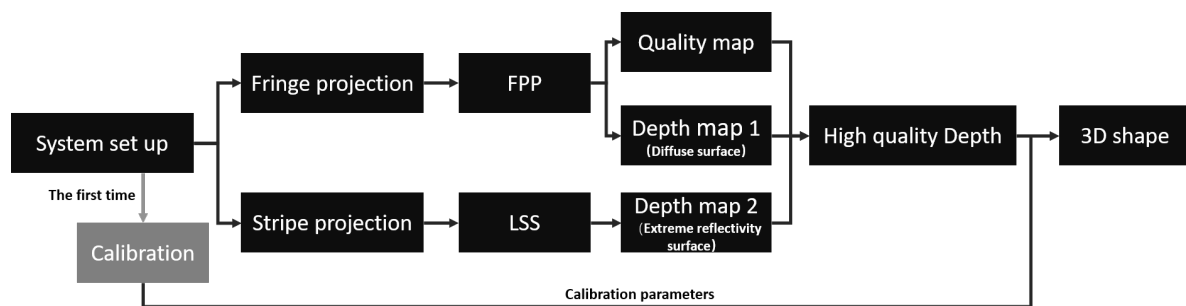 System set up
The first time
Calibration
Fringe projection
FPP
Quality map
Depth map 1
(Diffuse surface)
Stripe projection
LSS
Depth map 2
(Extreme reflectivity
surface)
High quality Depth
3D shape
Calibration parameters